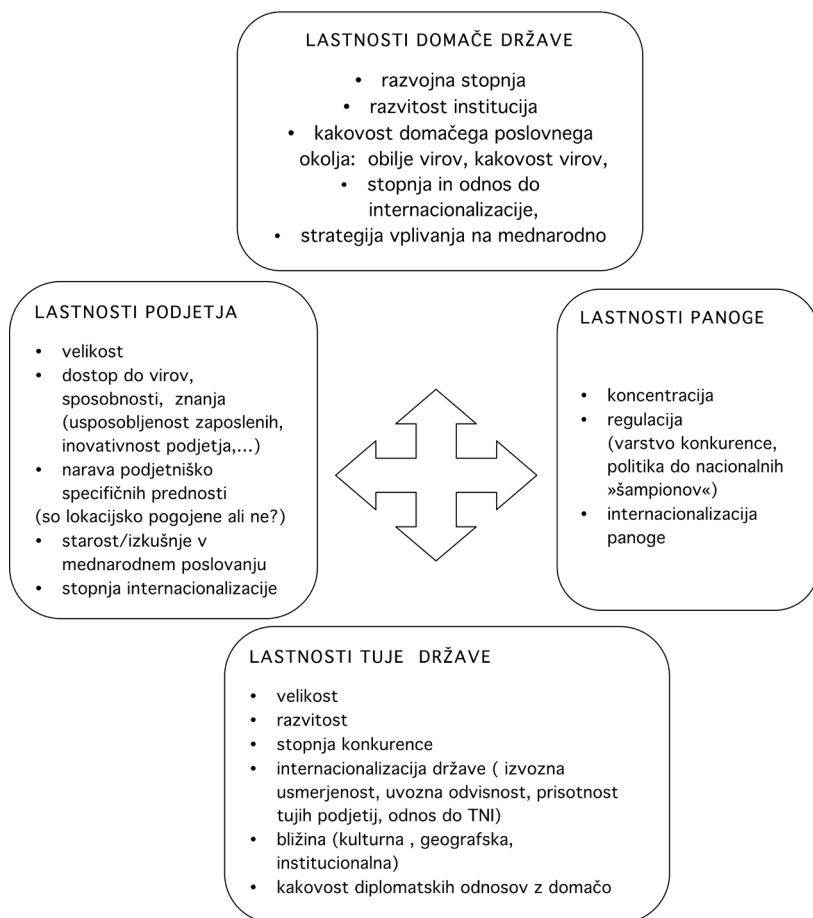 LASTNOSTI DOMAČE DRŽAVE
• razvojna stopnja
• razvitost institucija
• kakovost domačega poslovnega
okolja: obilje virov, kakovost virov,
• stopnja in odnos do
internacionalizacije,
• strategija vplivanja na mednarodno
LASTNOSTI PODJETJA
• velikost
• dostop do virov,
sposobnosti, znanja
(usposobljenost zaposlenih,
inovativnost podjetja,...)
• narava podjetniško
specifičnih prednosti
(so lokacijsko pogojene ali ne?)
• starost/izkušnje v
mednarodnem poslovanju
• stopnja internacionalizacije
LASTNOSTI PANOGE
• koncentracija
• regulacija
(varstvo konkurence,
politika do nacionalnih
»šampionov«)
• internacionalizacija
panoge
LASTNOSTI TUJE DRŽAVE
• velikost
• razvitost
• stopnja konkurence
• internacionalizacija države ( izvozna
usmerjenost, uvozna odvisnost, prisotnost
tujih podjetij, odnos do TNI)
• bližina (kulturna , geografska,
institucionalna)
• kakovost diplomatskih odnosov z domačo